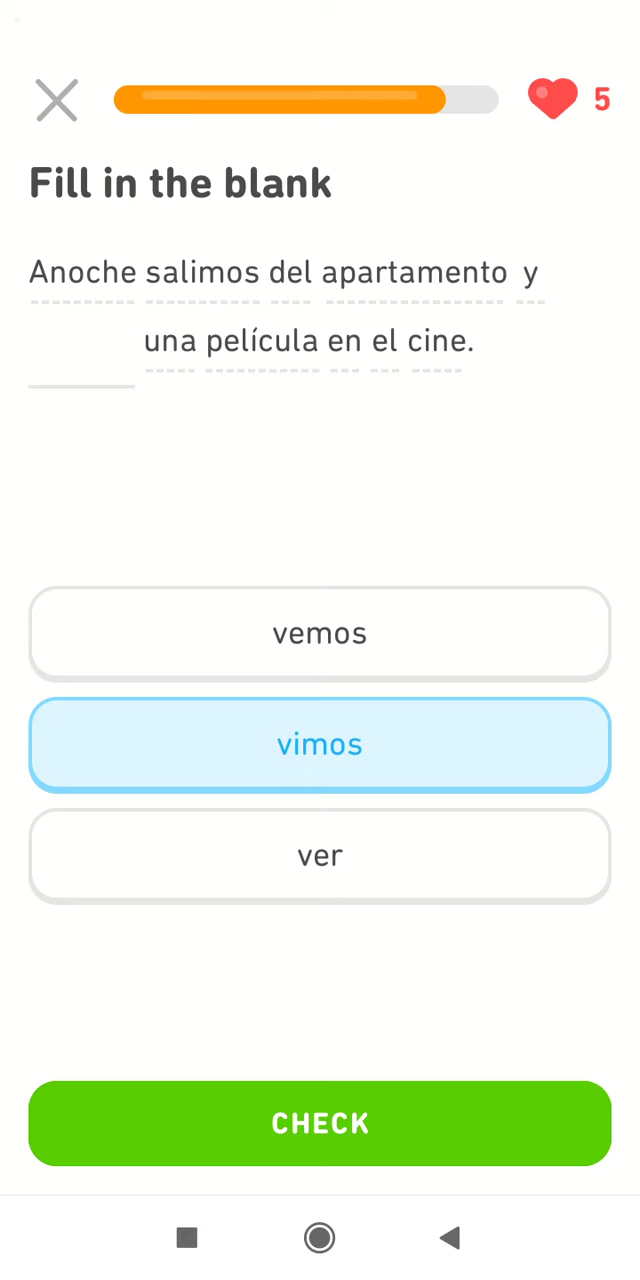 5
Fill in the blank
Anoche salimos del apartamento y
una película en el cine.
vemos
vimos
ver
CHECK